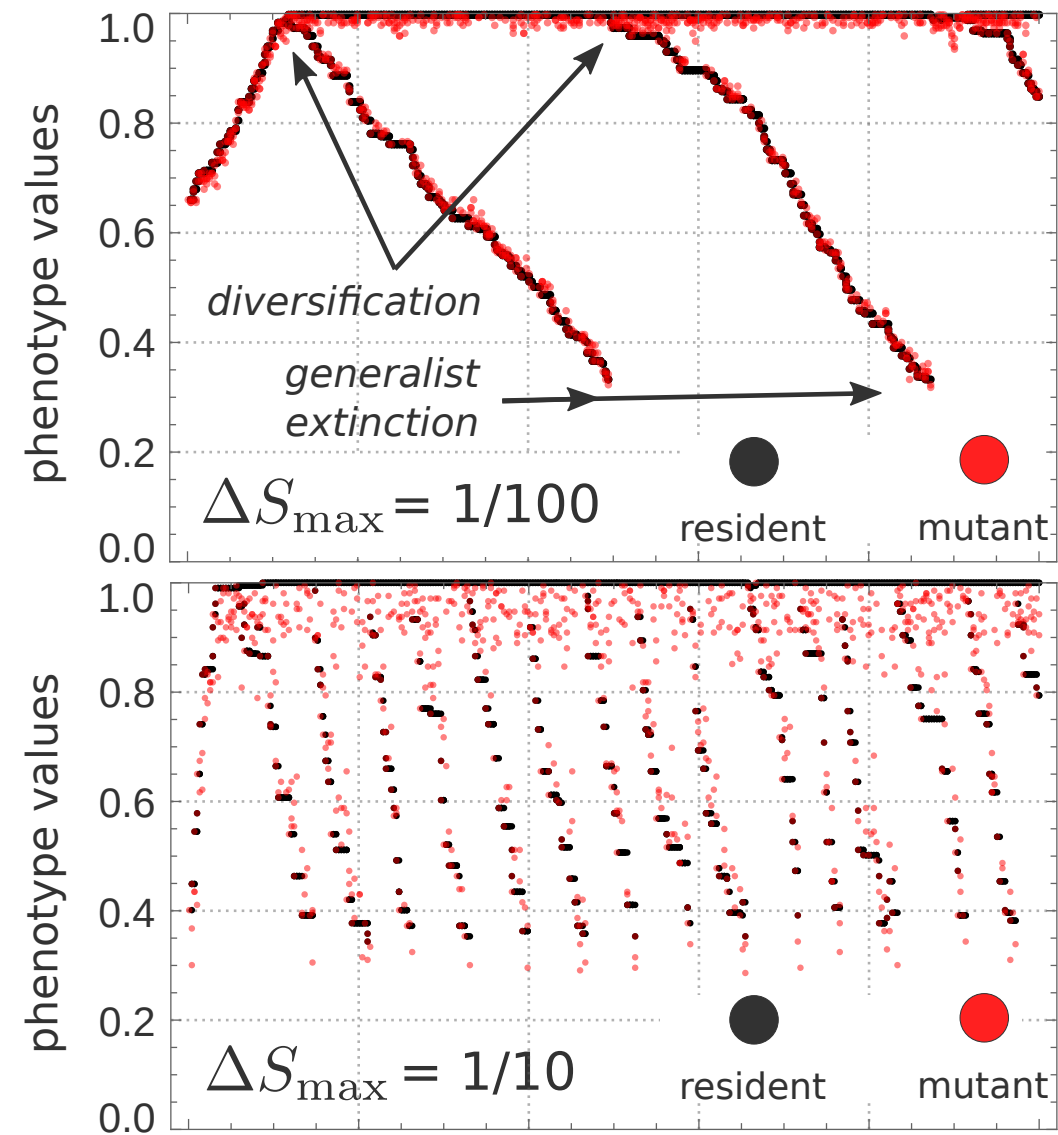 phenotype values
1.0
0.8
0.6
0.4
0.2
0.0
diversification
generalist
extinction
ΔS_max = 1/100
resident
mutant
phenotype values
1.0
0.8
0.6
0.4
0.2
0.0
ΔS_max = 1/10
resident
mutant